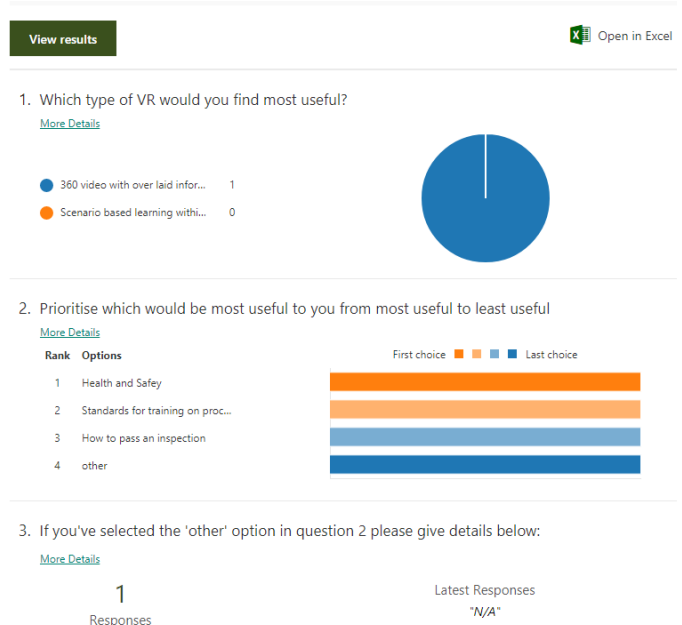 View results
Open in Excel
1. Which type of VR would you find most useful?
More Details
360 video with over laid infor... 1
Scenario based learning withi... 0
2. Prioritise which would be most useful to you from most useful to least useful
More Details
Rank Options
First choice Last choice
1 Health and Safey
2 Standards for training on proc...
3 How to pass an inspection
4 other
3. If you've selected the 'other' option in question 2 please give details below:
More Details
1
Responses
Latest Responses
"N/A"